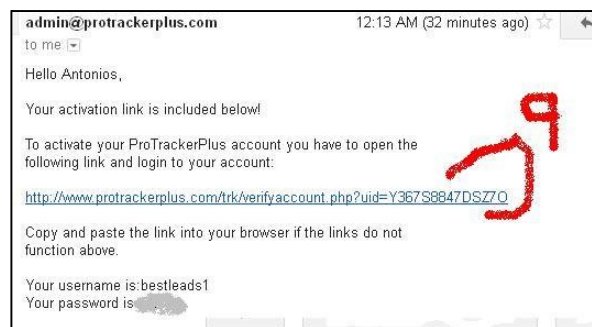 admin@protrackerplus.com 12:13 AM (32 minutes ago)
to me
Hello Antonios,
Your activation link is included below!
To activate your ProTrackerPlus account you have to open the
following link and login to your account:
http://www.protrackerplus.com/trk/verifyaccount.php?uid=Y367S8847DSZ7O
Copy and paste the link into your browser if the links do not
function above.
Your username is:bestleads1
Your password is
9